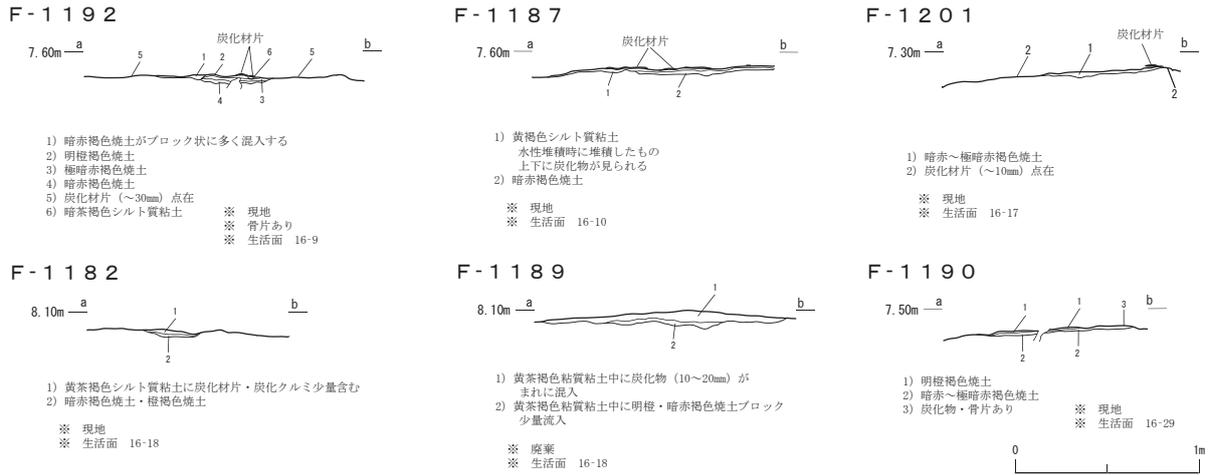 F-1192
炭化材片
7.60m a b
5 1 2 6 5
4 3
1) 暗赤褐色焼土がブロック状に多く混入する
2) 明橙褐色焼土
3) 極暗赤褐色焼土
4) 暗赤褐色焼土
5) 炭化材片（～30mm）点在
6) 暗茶褐色シルト質粘土
※ 現地
※ 骨片あり
※ 生活面 16-9
F-1187
炭化材片
7.60m a b
1 2
1) 黄褐色シルト質粘土
水性堆積時に堆積したもの
上下に炭化物が見られる
2) 暗赤褐色焼土
※ 現地
※ 生活面 16-10
F-1201
炭化材片
7.30m a b
2 1
2
1) 暗赤～極暗赤褐色焼土
2) 炭化材片（～10mm）点在
※ 現地
※ 生活面 16-17
F-1182
8.10m a b
1
2
1) 黄茶褐色シルト質粘土に炭化材片・炭化クルミ少量含む
2) 暗赤褐色焼土・橙褐色焼土
※ 現地
※ 生活面 16-18
F-1189
8.10m a b
1
2
1) 黄茶褐色粘質粘土中に炭化物（10～20mm）が
まれに混入
2) 黄茶褐色粘質粘土中に明橙・暗赤褐色焼土ブロック
少量流入
※ 廃棄
※ 生活面 16-18
F-1190
7.50m a b
1 1 3
2 2
1) 明橙褐色焼土
2) 暗赤～極暗赤褐色焼土
3) 炭化物・骨片あり
※ 現地
※ 生活面 16-29
0 1m